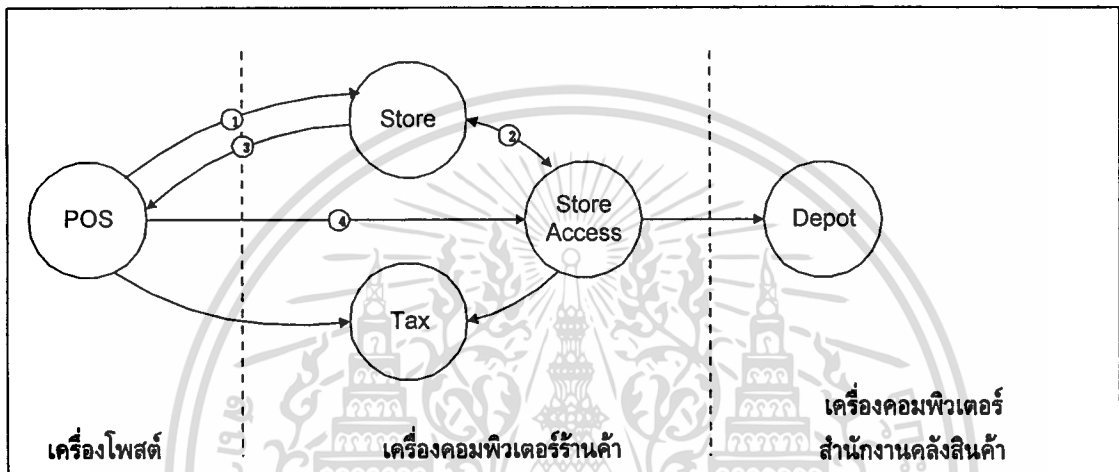 Store
1
2
3
POS
Store
Access
Depot
4
Tax
เครื่องคอมพิวเตอร์
เครื่องโพสต์
เครื่องคอมพิวเตอร์ร้านค้า
สำนักงานคลังสินค้า